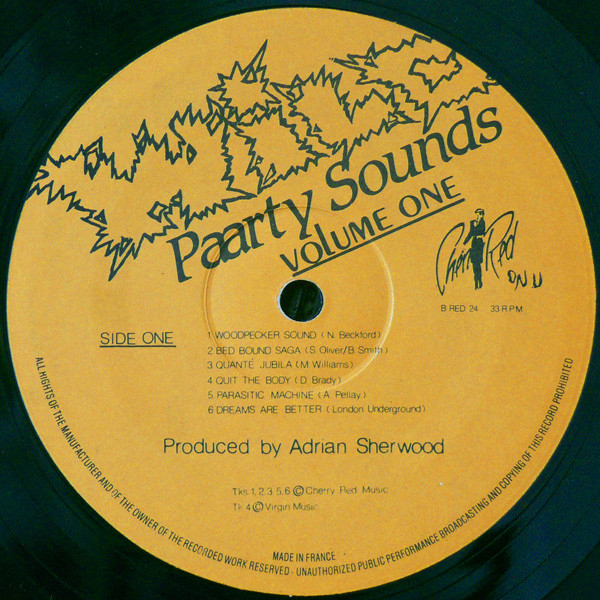 WILD
Paarty Sounds
VOLUME ONE
Cherry Red
ON U
B RED 24 33 RPM
SIDE ONE
1 WOODPECKER SOUND (N. Beckford)
2 BED BOUND SAGA (S. Oliver/B. Smith)
3 QUANTÉ JUBILA (M Williams)
4 QUIT THE BODY (D. Brady)
5 PARASITIC MACHINE (A. Pellay)
6 DREAMS ARE BETTER (London Underground)
Produced by Adrian Sherwood
Tks 1, 2, 3, 5, 6 © Cherry Red Music
Tk 4 © Virgin Music
MADE IN FRANCE
ALL RIGHTS OF THE MANUFACTURER AND OF THE OWNER OF THE RECORDED WORK RESERVED - UNAUTHORIZED PUBLIC PERFORMANCE BROADCASTING AND COPYING OF THIS RECORD PROHIBITED